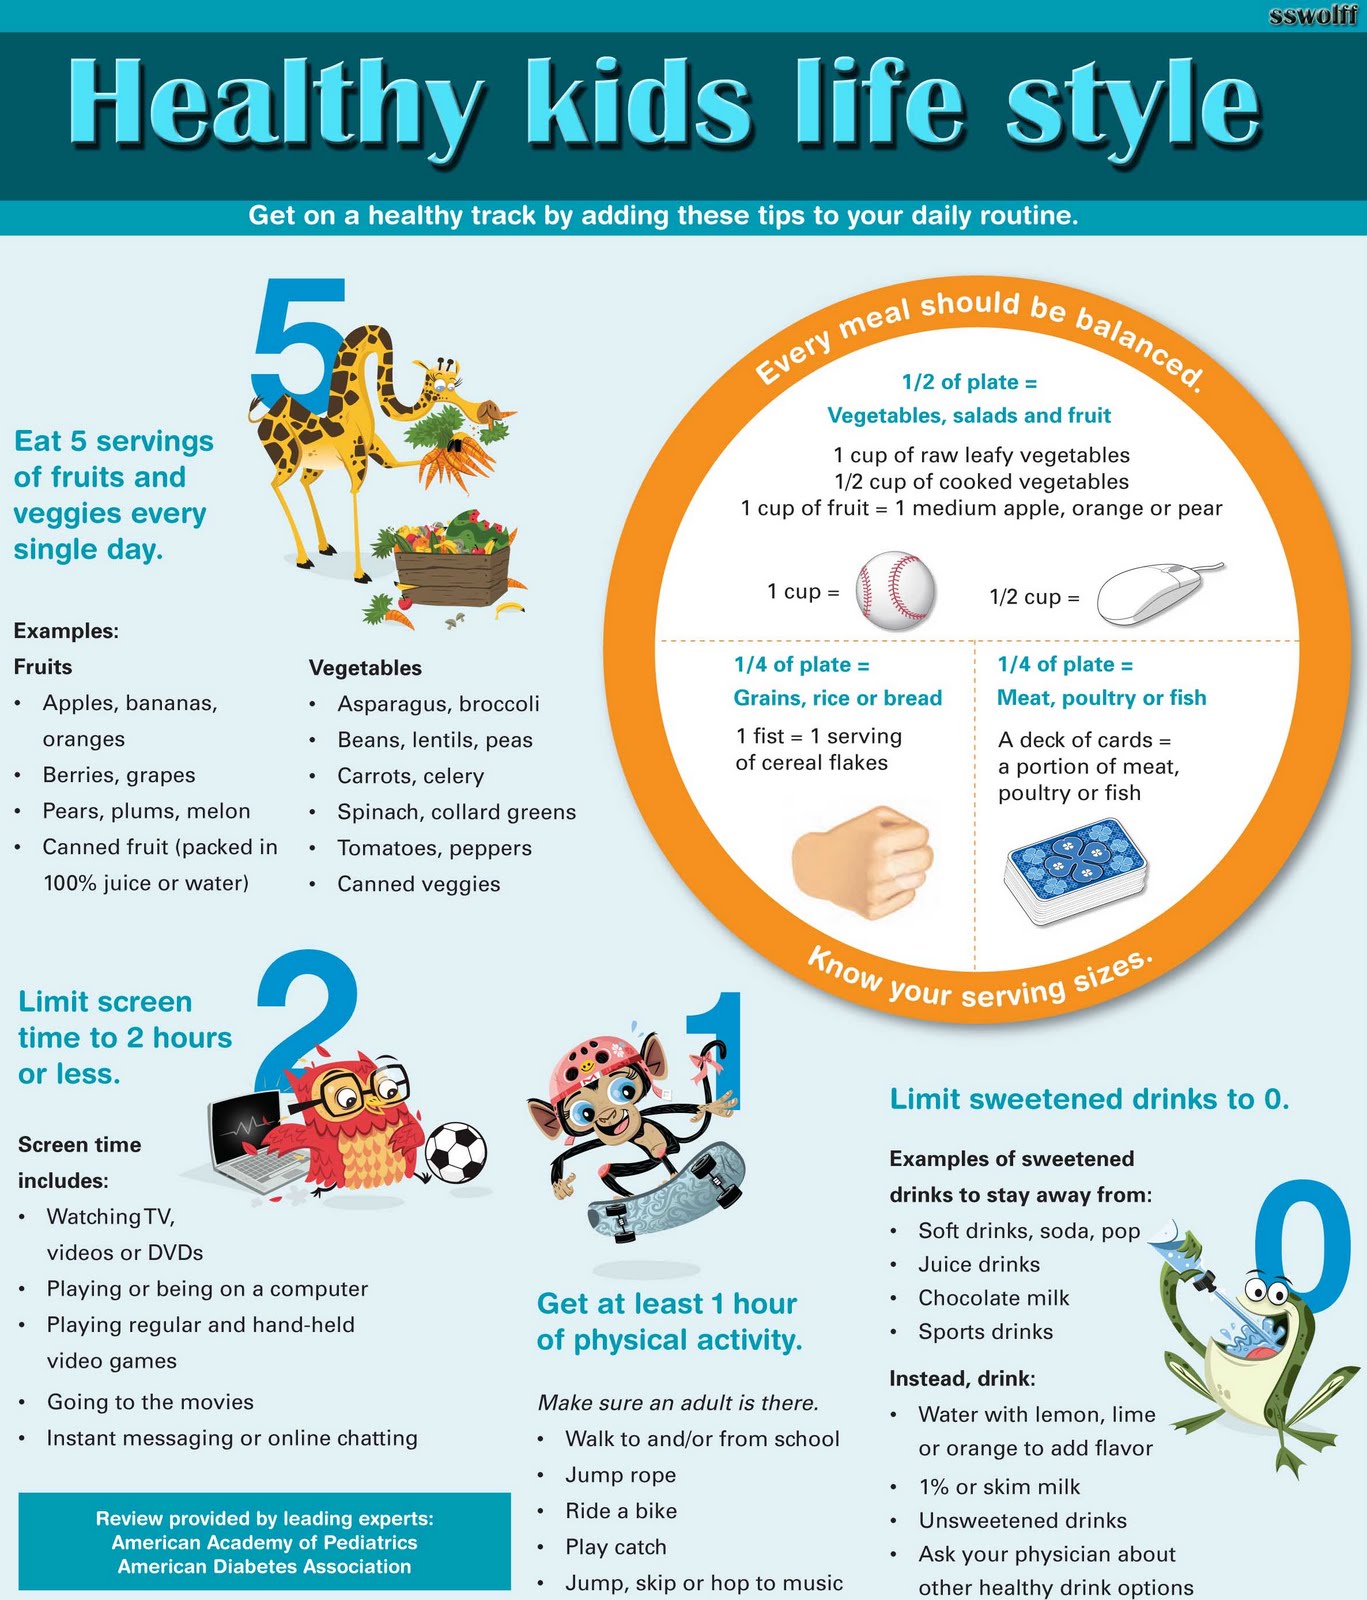 sswolff
Healthy kids life style
Get on a healthy track by adding these tips to your daily routine.
5
Eat 5 servings
of fruits and
veggies every
single day.
Examples:
Fruits
• Apples, bananas,
oranges
• Berries, grapes
• Pears, plums, melon
• Canned fruit (packed in
100% juice or water)
Vegetables
• Asparagus, broccoli
• Beans, lentils, peas
• Carrots, celery
• Spinach, collard greens
• Tomatoes, peppers
• Canned veggies
Every meal should be balanced.
1/2 of plate =
Vegetables, salads and fruit
1 cup of raw leafy vegetables
1/2 cup of cooked vegetables
1 cup of fruit = 1 medium apple, orange or pear
1 cup =
1/2 cup =
1/4 of plate =
Grains, rice or bread
1 fist = 1 serving
of cereal flakes
1/4 of plate =
Meat, poultry or fish
A deck of cards =
a portion of meat,
poultry or fish
Know your serving sizes.
2
Limit screen
time to 2 hours
or less.
Screen time
includes:
• Watching TV,
videos or DVDs
• Playing or being on a computer
• Playing regular and hand-held
video games
• Going to the movies
• Instant messaging or online chatting
Review provided by leading experts:
American Academy of Pediatrics
American Diabetes Association
1
Get at least 1 hour
of physical activity.
Make sure an adult is there.
• Walk to and/or from school
• Jump rope
• Ride a bike
• Play catch
• Jump, skip or hop to music
Limit sweetened drinks to 0.
0
Examples of sweetened
drinks to stay away from:
• Soft drinks, soda, pop
• Juice drinks
• Chocolate milk
• Sports drinks
Instead, drink:
• Water with lemon, lime
or orange to add flavor
• 1% or skim milk
• Unsweetened drinks
• Ask your physician about
other healthy drink options